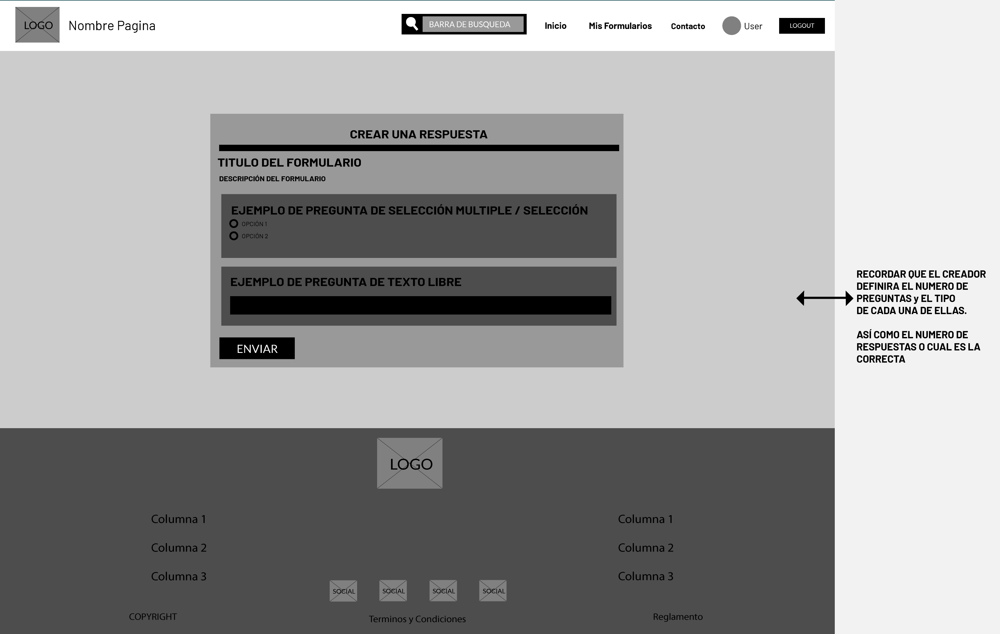 LOGO
Nombre Pagina
BARRA DE BUSQUEDA
Inicio
Mis Formularios
Contacto
User
LOGOUT
CREAR UNA RESPUESTA
TITULO DEL FORMULARIO
DESCRIPCIÓN DEL FORMULARIO
EJEMPLO DE PREGUNTA DE SELECCIÓN MULTIPLE / SELECCIÓN
OPCIÓN 1
OPCIÓN 2
EJEMPLO DE PREGUNTA DE TEXTO LIBRE
ENVIAR
RECORDAR QUE EL CREADOR
DEFINIRA EL NUMERO DE
PREGUNTAS y EL TIPO
DE CADA UNA DE ELLAS.
ASÍ COMO EL NUMERO DE
RESPUESTAS O CUAL ES LA
CORRECTA
LOGO
Columna 1
Columna 2
Columna 3
Columna 1
Columna 2
Columna 3
SOCIAL
SOCIAL
SOCIAL
SOCIAL
COPYRIGHT
Terminos y Condiciones
Reglamento